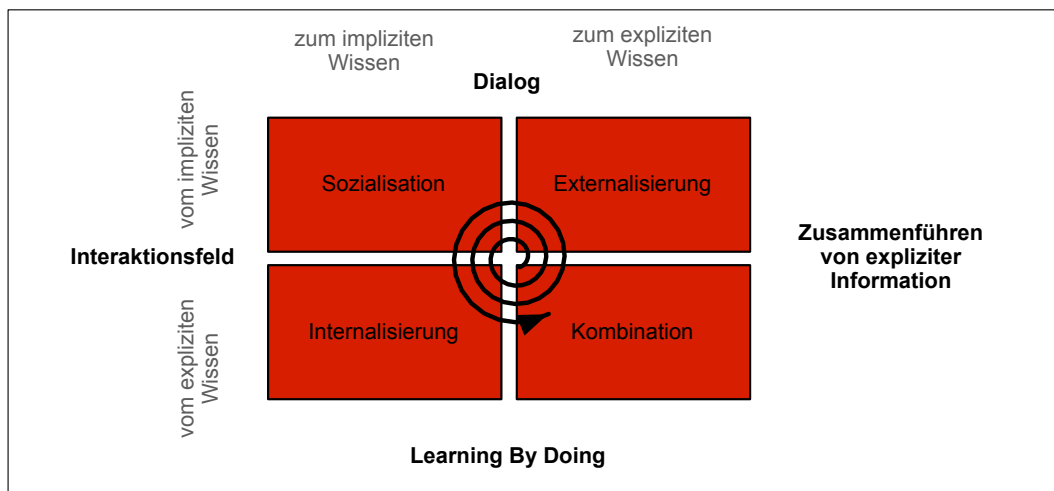 zum impliziten
Wissen
zum expliziten
Wissen
Dialog
vom impliziten
Wissen
Sozialisation
Externalisierung
Interaktionsfeld
Zusammenführen
von expliziter
Information
vom expliziten
Wissen
Internalisierung
Kombination
Learning By Doing